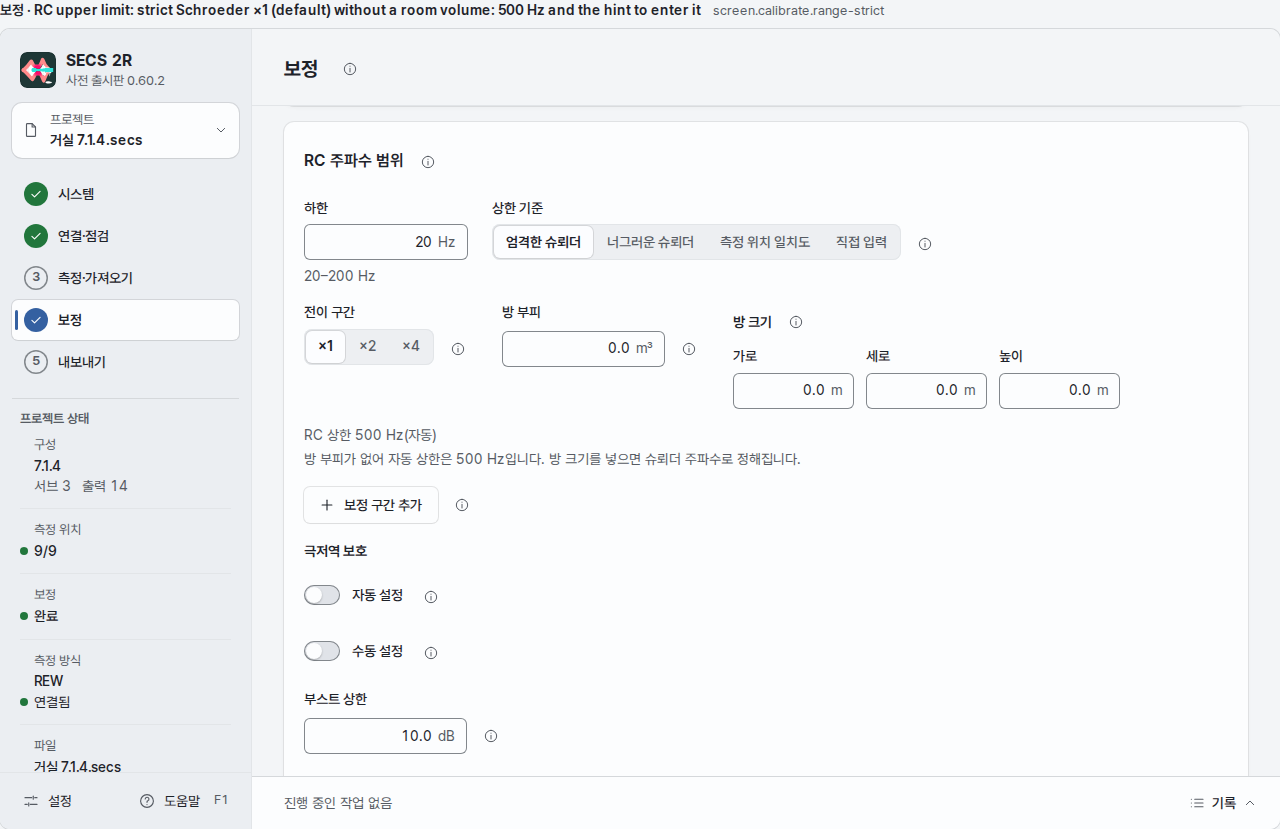 보정 · RC upper limit: strict Schroeder ×1 (default) without a room volume: 500 Hz and the hint to enter it screen.calibrate.range-strict
SECS 2R
사전 출시판 0.60.2
프로젝트
거실 7.1.4.secs
시스템
연결·점검
3 측정·가져오기
보정
5 내보내기
프로젝트 상태
구성
7.1.4
서브 3 출력 14
측정 위치
9/9
보정
완료
측정 방식
REW
연결됨
파일
거실 7.1.4.secs
설정
도움말 F1
보정
RC 주파수 범위
하한
상한 기준
20 Hz
엄격한 슈뢰더 너그러운 슈뢰더 측정 위치 일치도 직접 입력
20–200 Hz
전이 구간
방 부피
방 크기
×1 ×2 ×4
0.0 m³
가로 세로 높이
0.0 m 0.0 m 0.0 m
RC 상한 500 Hz(자동)
방 부피가 없어 자동 상한은 500 Hz입니다. 방 크기를 넣으면 슈뢰더 주파수로 정해집니다.
보정 구간 추가
극저역 보호
자동 설정
수동 설정
부스트 상한
10.0 dB
진행 중인 작업 없음
기록